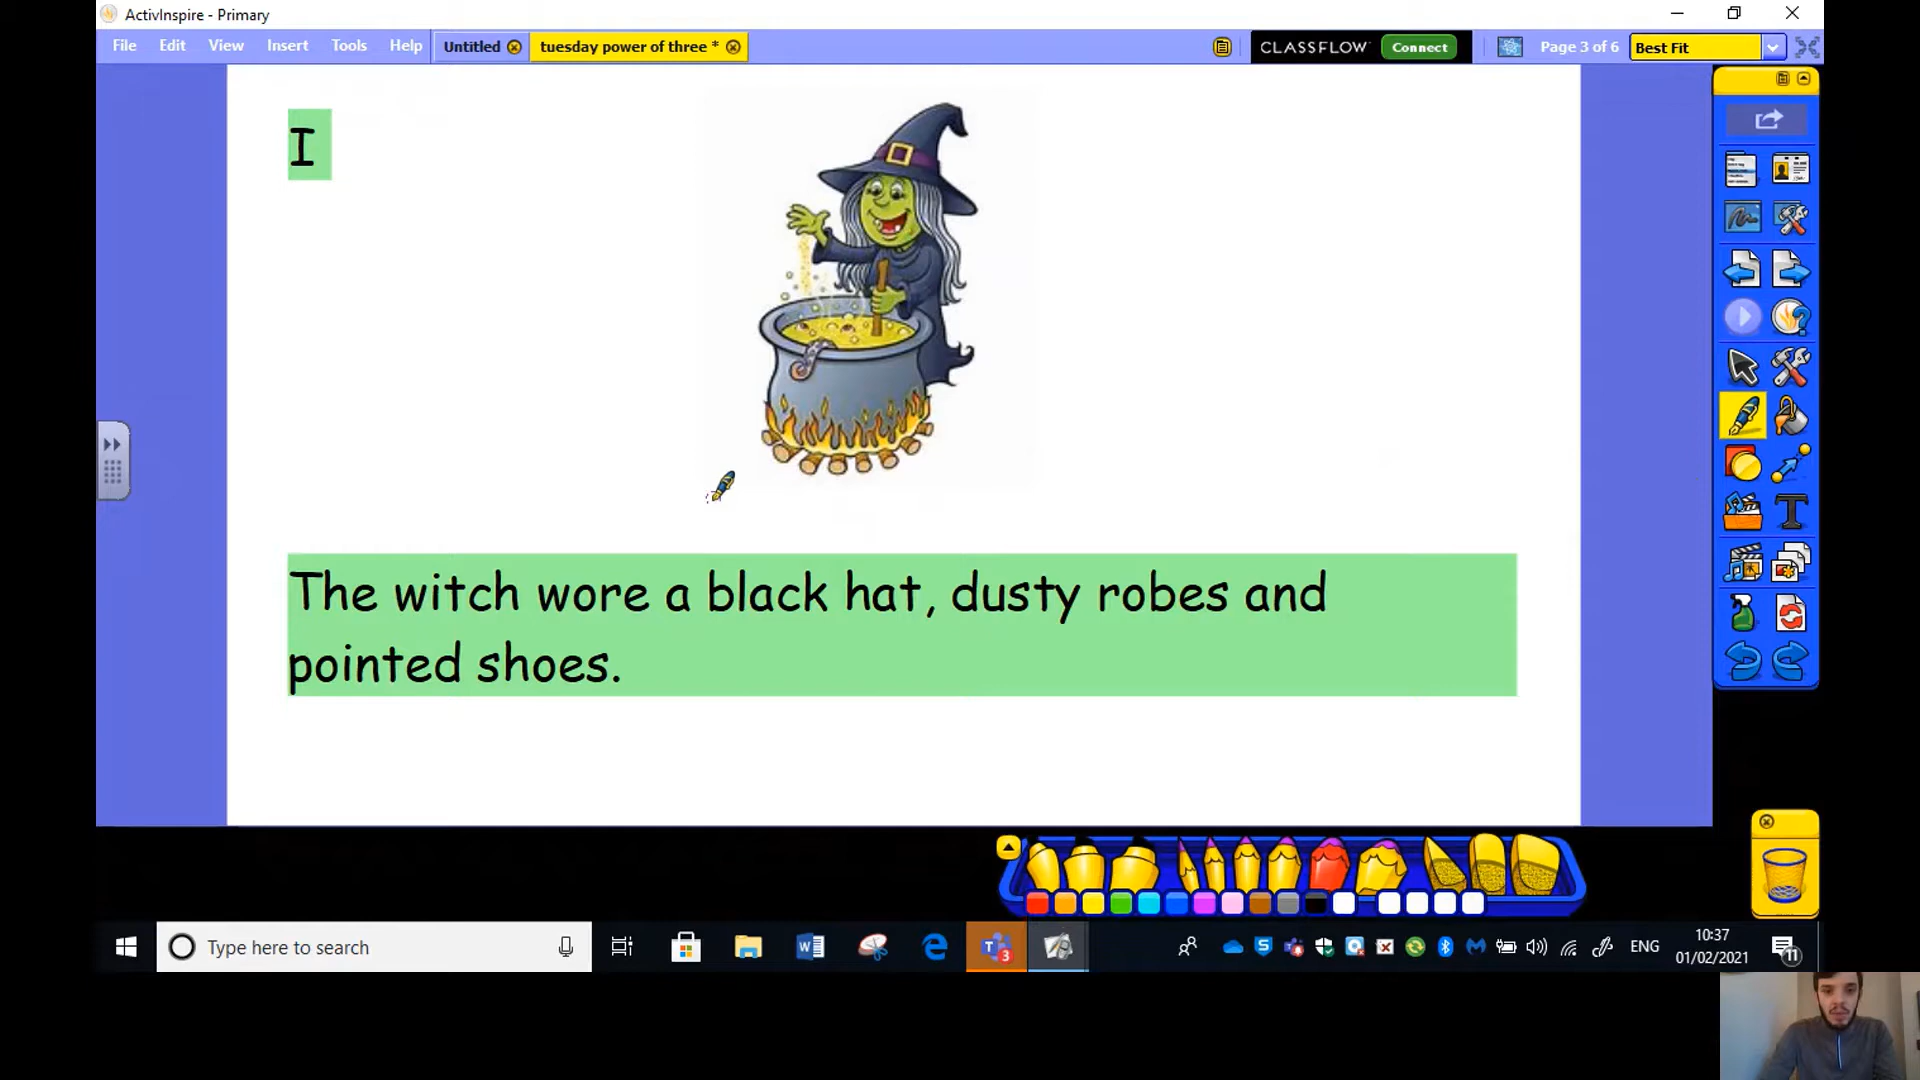 ActivInspire - Primary
File Edit View Insert Tools Help Untitled tuesday power of three * CLASSFLOW Connect Page 3 of 6 Best Fit
I
The witch wore a black hat, dusty robes and
pointed shoes.
Type here to search
ENG
10:37
01/02/2021
3
11